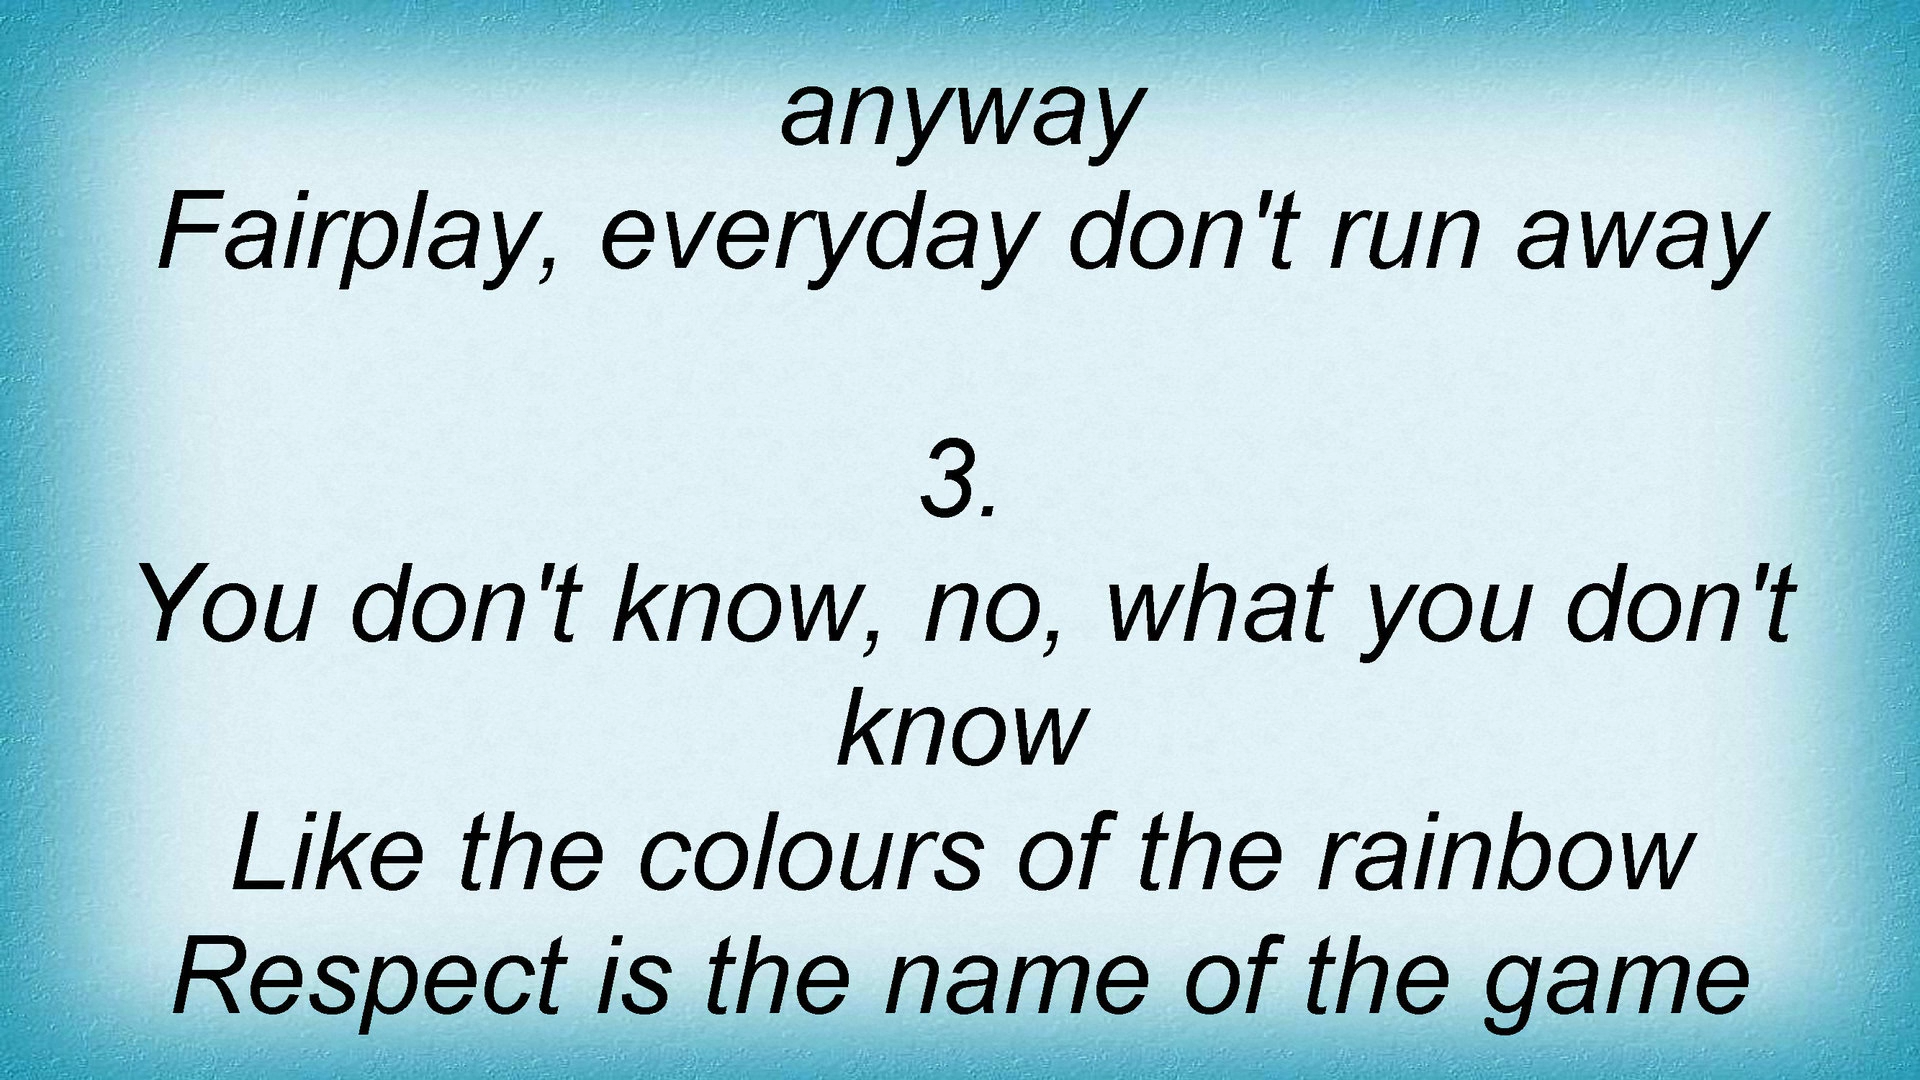 anyway
Fairplay, everyday don't run away
3.
You don't know, no, what you don't
know
Like the colours of the rainbow
Respect is the name of the game